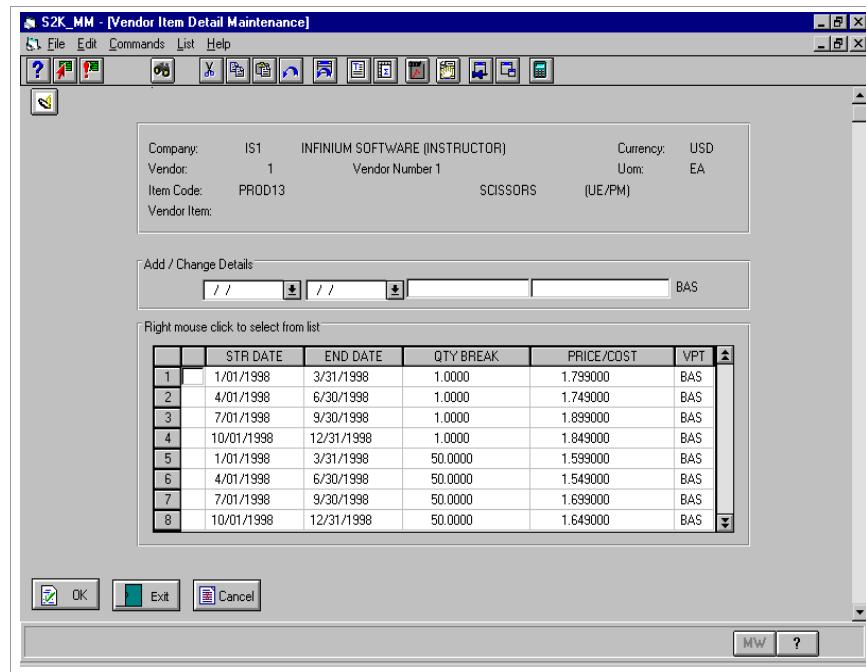 S2K_MM - [Vendor Item Detail Maintenance]
File Edit Commands List Help
Company: IS1 INFINIUM SOFTWARE (INSTRUCTOR) Currency: USD
Vendor: 1 Vendor Number 1 Uom: EA
Item Code: PROD13 SCISSORS (UE/PM)
Vendor Item:
Add / Change Details
/ / / / BAS
Right mouse click to select from list
STR DATE END DATE QTY BREAK PRICE/COST VPT
1 1/01/1998 3/31/1998 1.0000 1.799000 BAS
2 4/01/1998 6/30/1998 1.0000 1.749000 BAS
3 7/01/1998 9/30/1998 1.0000 1.899000 BAS
4 10/01/1998 12/31/1998 1.0000 1.849000 BAS
5 1/01/1998 3/31/1998 50.0000 1.599000 BAS
6 4/01/1998 6/30/1998 50.0000 1.549000 BAS
7 7/01/1998 9/30/1998 50.0000 1.699000 BAS
8 10/01/1998 12/31/1998 50.0000 1.649000 BAS
OK Exit Cancel
MW ?